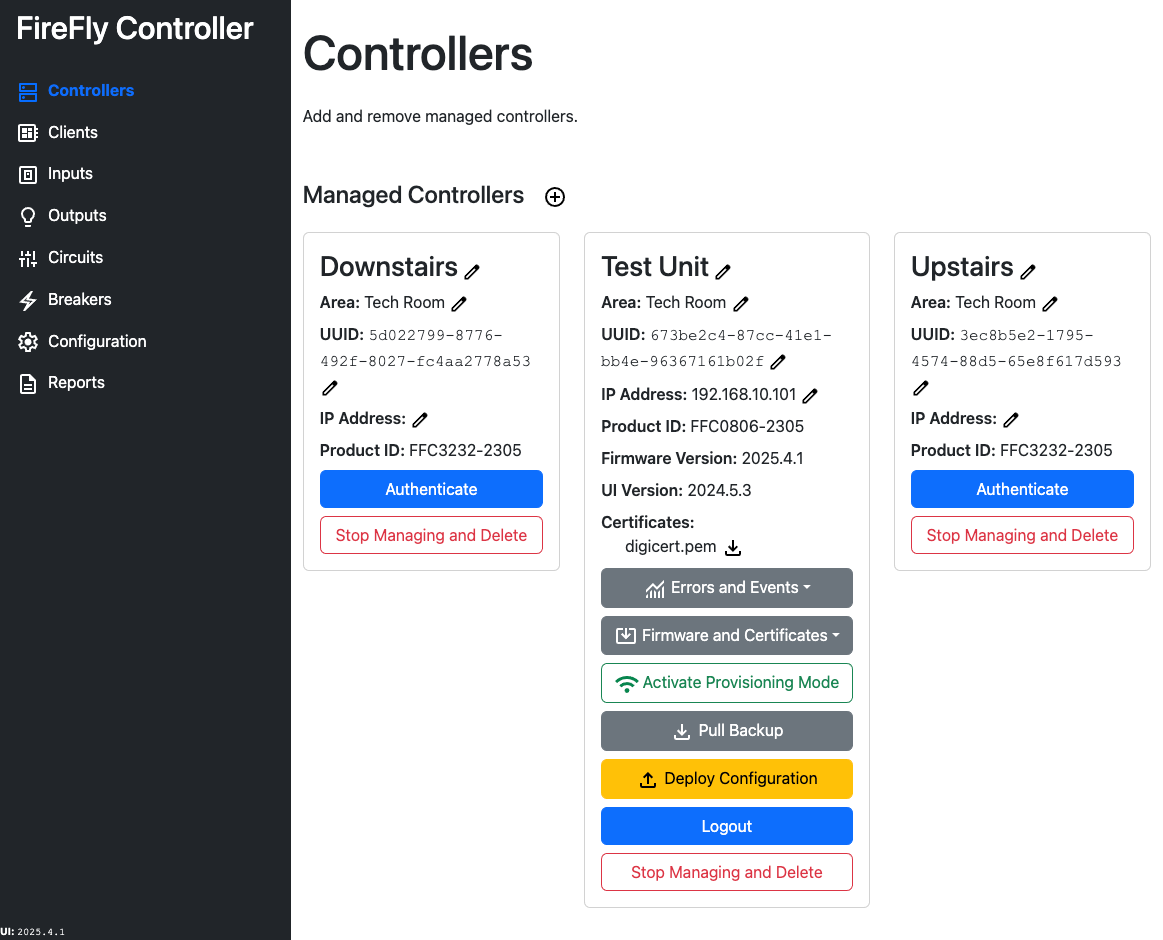 FireFly Controller
Controllers
Clients
Inputs
Outputs
Circuits
Breakers
Configuration
Reports
UI: 2025.4.1
Controllers
Add and remove managed controllers.
Managed Controllers
Downstairs
Area: Tech Room
UUID: 5d022799-8776-
492f-8027-fc4aa2778a53
IP Address:
Product ID: FFC3232-2305
Authenticate
Stop Managing and Delete
Test Unit
Area: Tech Room
UUID: 673be2c4-87cc-41e1-
bb4e-96367161b02f
IP Address: 192.168.10.101
Product ID: FFC0806-2305
Firmware Version: 2025.4.1
UI Version: 2024.5.3
Certificates:
digicert.pem
Errors and Events
Firmware and Certificates
Activate Provisioning Mode
Pull Backup
Deploy Configuration
Logout
Stop Managing and Delete
Upstairs
Area: Tech Room
UUID: 3ec8b5e2-1795-
4574-88d5-65e8f617d593
IP Address:
Product ID: FFC3232-2305
Authenticate
Stop Managing and Delete